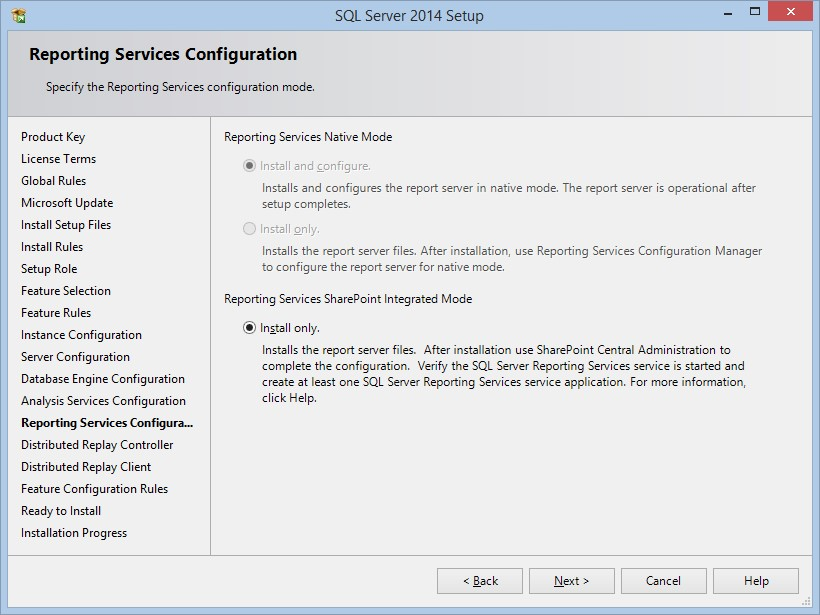 SQL Server 2014 Setup
Reporting Services Configuration
Specify the Reporting Services configuration mode.
Product Key
License Terms
Global Rules
Microsoft Update
Install Setup Files
Install Rules
Setup Role
Feature Selection
Feature Rules
Instance Configuration
Server Configuration
Database Engine Configuration
Analysis Services Configuration
Reporting Services Configura...
Distributed Replay Controller
Distributed Replay Client
Feature Configuration Rules
Ready to Install
Installation Progress
Reporting Services Native Mode
Install and configure.
Installs and configures the report server in native mode. The report server is operational after
setup completes.
Install only.
Installs the report server files. After installation, use Reporting Services Configuration Manager
to configure the report server for native mode.
Reporting Services SharePoint Integrated Mode
Install only.
Installs the report server files.  After installation use SharePoint Central Administration to
complete the configuration.  Verify the SQL Server Reporting Services service is started and
create at least one SQL Server Reporting Services service application. For more information,
click Help.
< Back
Next >
Cancel
Help